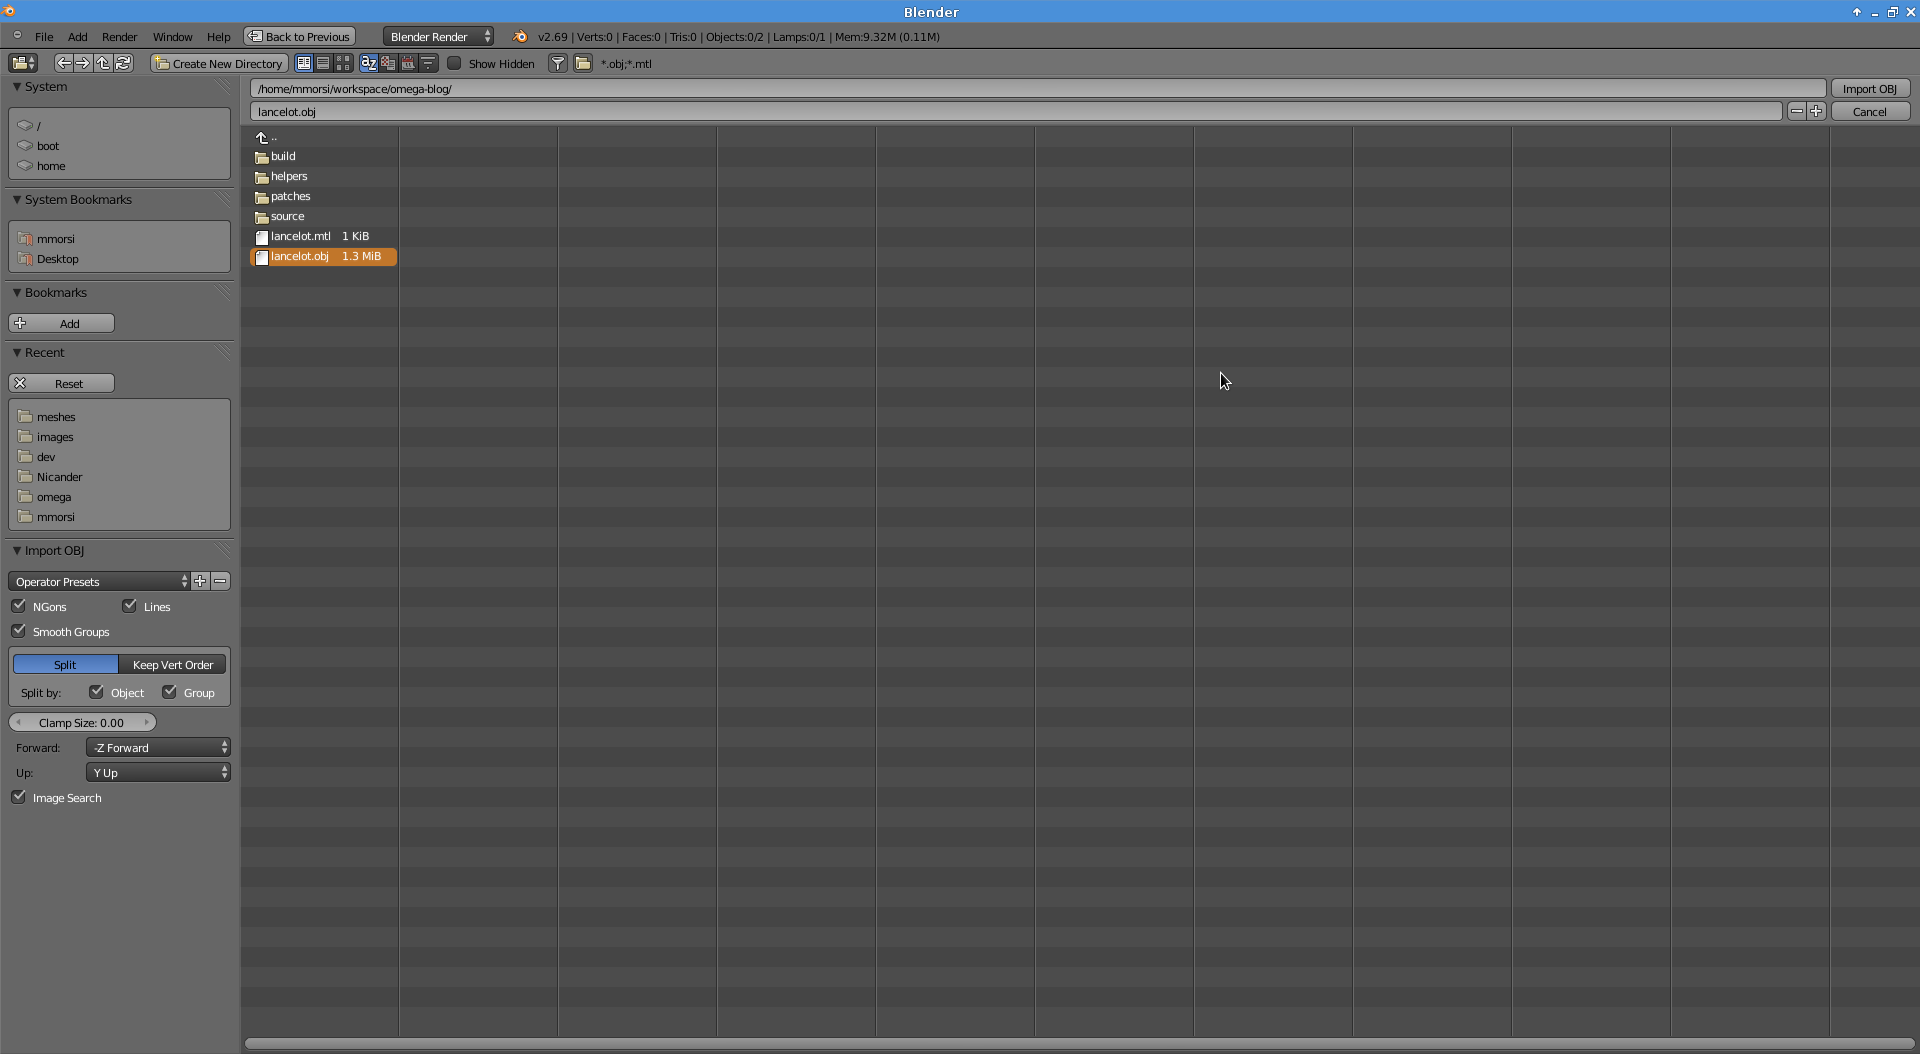 Blender
File Add Render Window Help Back to Previous Blender Render v2.69 | Verts:0 | Faces:0 | Tris:0 | Objects:0/2 | Lamps:0/1 | Mem:9.32M (0.11M)
Create New Directory Show Hidden *.obj;*.mtl
System
/
boot
home
System Bookmarks
mmorsi
Desktop
Bookmarks
Add
Recent
Reset
meshes
images
dev
Nicander
omega
mmorsi
Import OBJ
Operator Presets
NGons Lines
Smooth Groups
Split Keep Vert Order
Split by: Object Group
Clamp Size: 0.00
Forward: -Z Forward
Up: Y Up
Image Search
/home/mmorsi/workspace/omega-blog/ Import OBJ
lancelot.obj Cancel
..
build
helpers
patches
source
lancelot.mtl 1 KiB
lancelot.obj 1.3 MiB